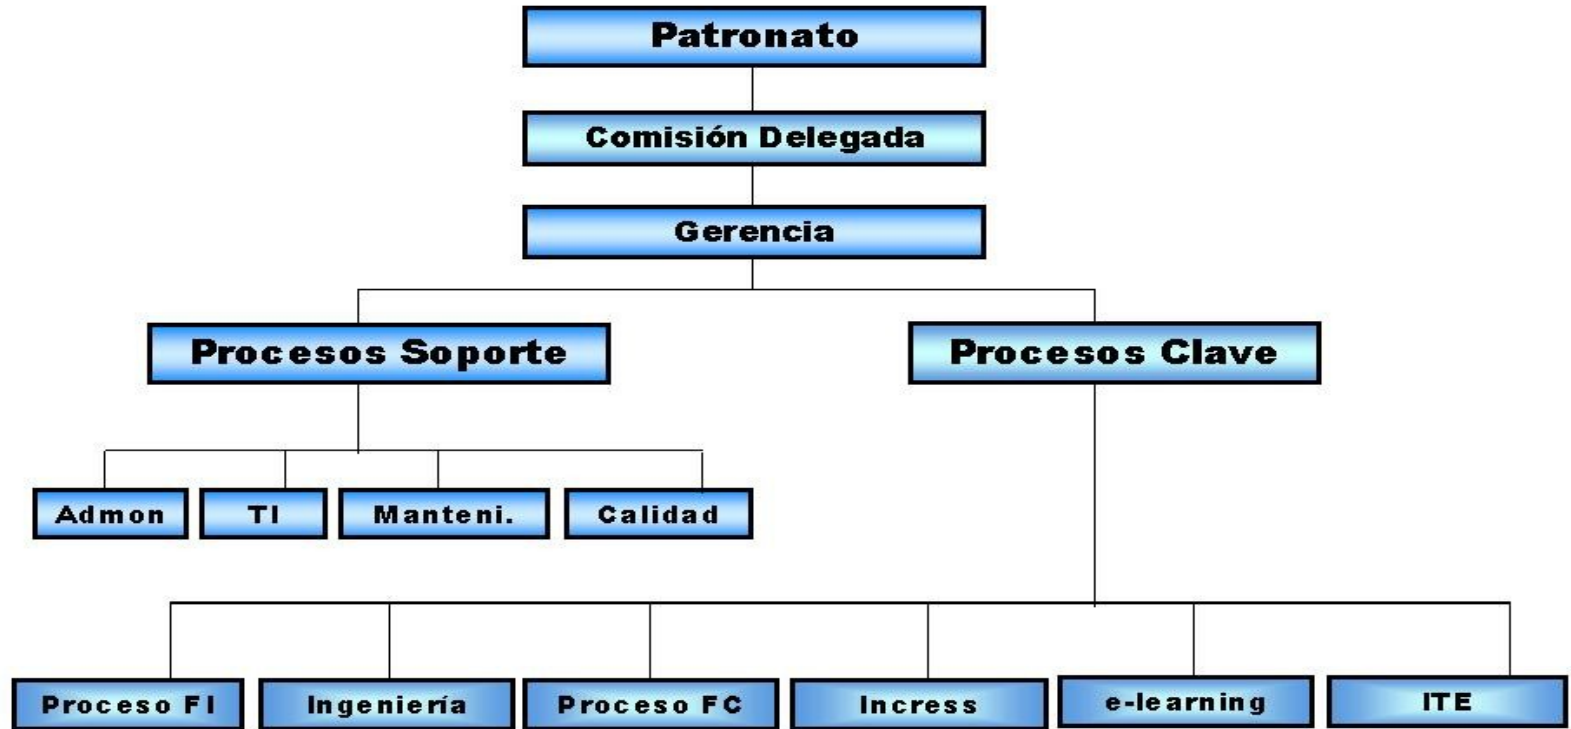 Patronato
Comisión Delegada
Gerencia
Procesos Soporte
Procesos Clave
Admon
TI
Manteni.
Calidad
Proceso FI
Ingeniería
Proceso FC
Incress
e-learning
ITE